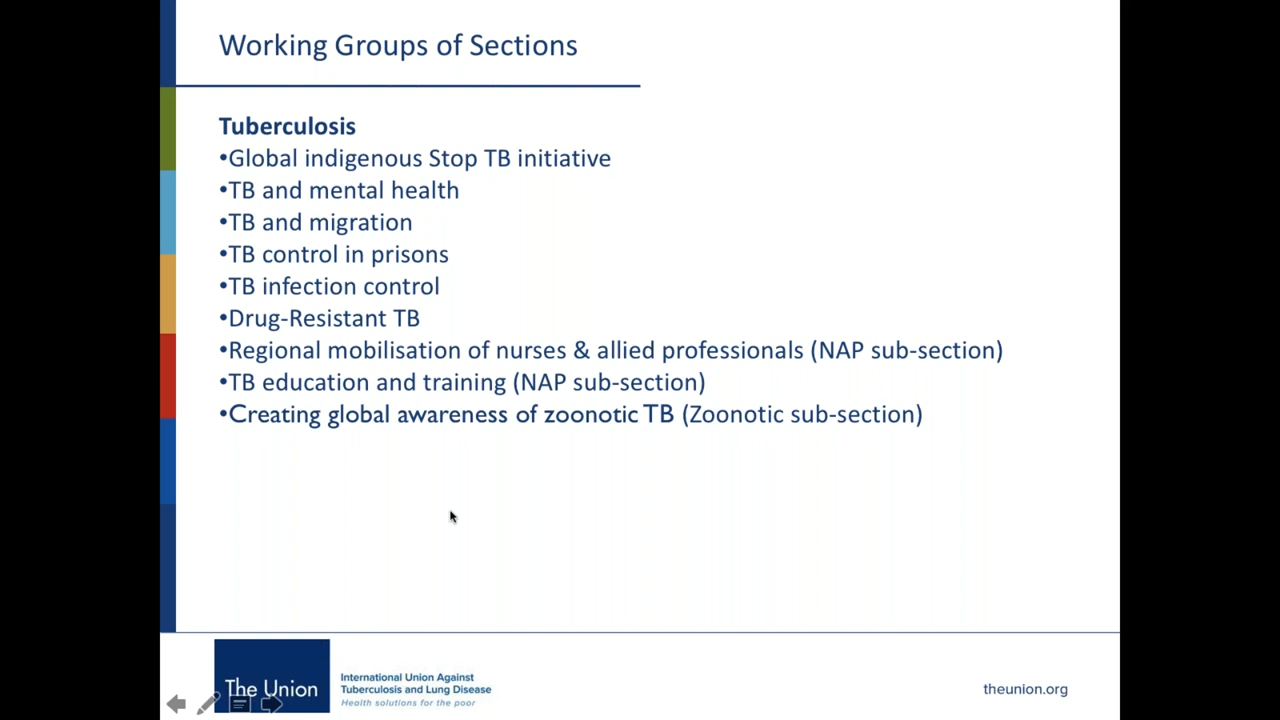 Working Groups of Sections
Tuberculosis
•Global indigenous Stop TB initiative
•TB and mental health
•TB and migration
•TB control in prisons
•TB infection control
•Drug-Resistant TB
•Regional mobilisation of nurses & allied professionals (NAP sub-section)
•TB education and training (NAP sub-section)
•Creating global awareness of zoonotic TB (Zoonotic sub-section)
The Union
International Union Against
Tuberculosis and Lung Disease
Health solutions for the poor
theunion.org